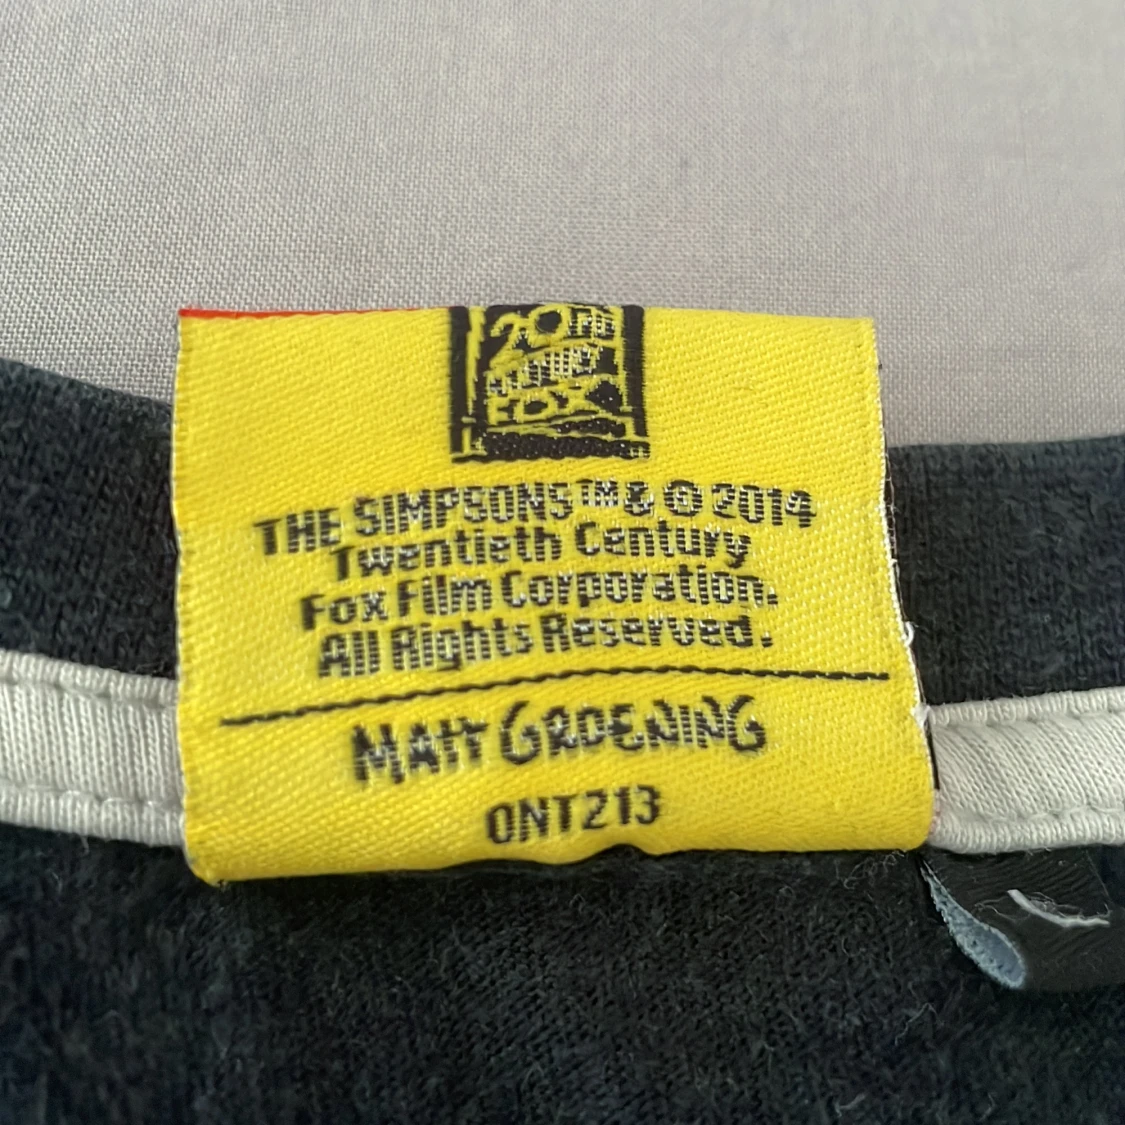 20TH
CENTURY
FOX
THE SIMPSONS™ & © 2014
Twentieth Century
Fox Film Corporation.
All Rights Reserved.
MATT GROENING
ONT213